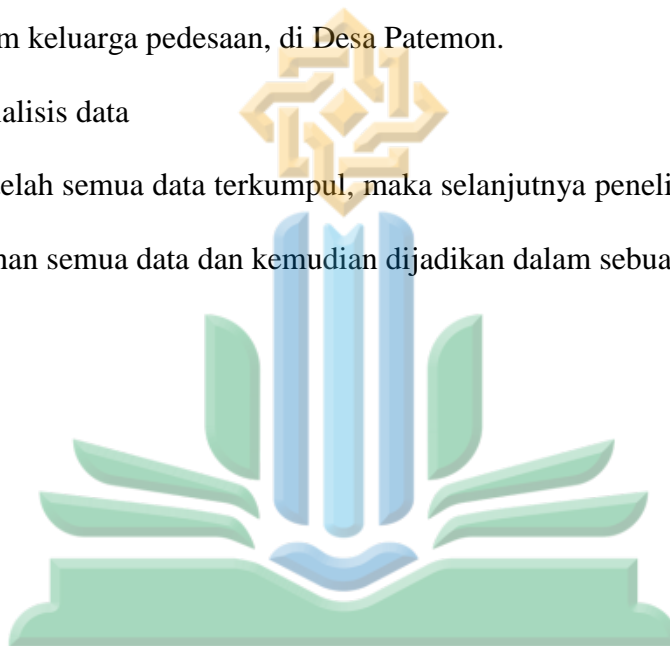 m keluarga pedesaan, di Desa Patemon.
alisis data
telah semua data terkumpul, maka selanjutnya peneli
nan semua data dan kemudian dijadikan dalam sebua